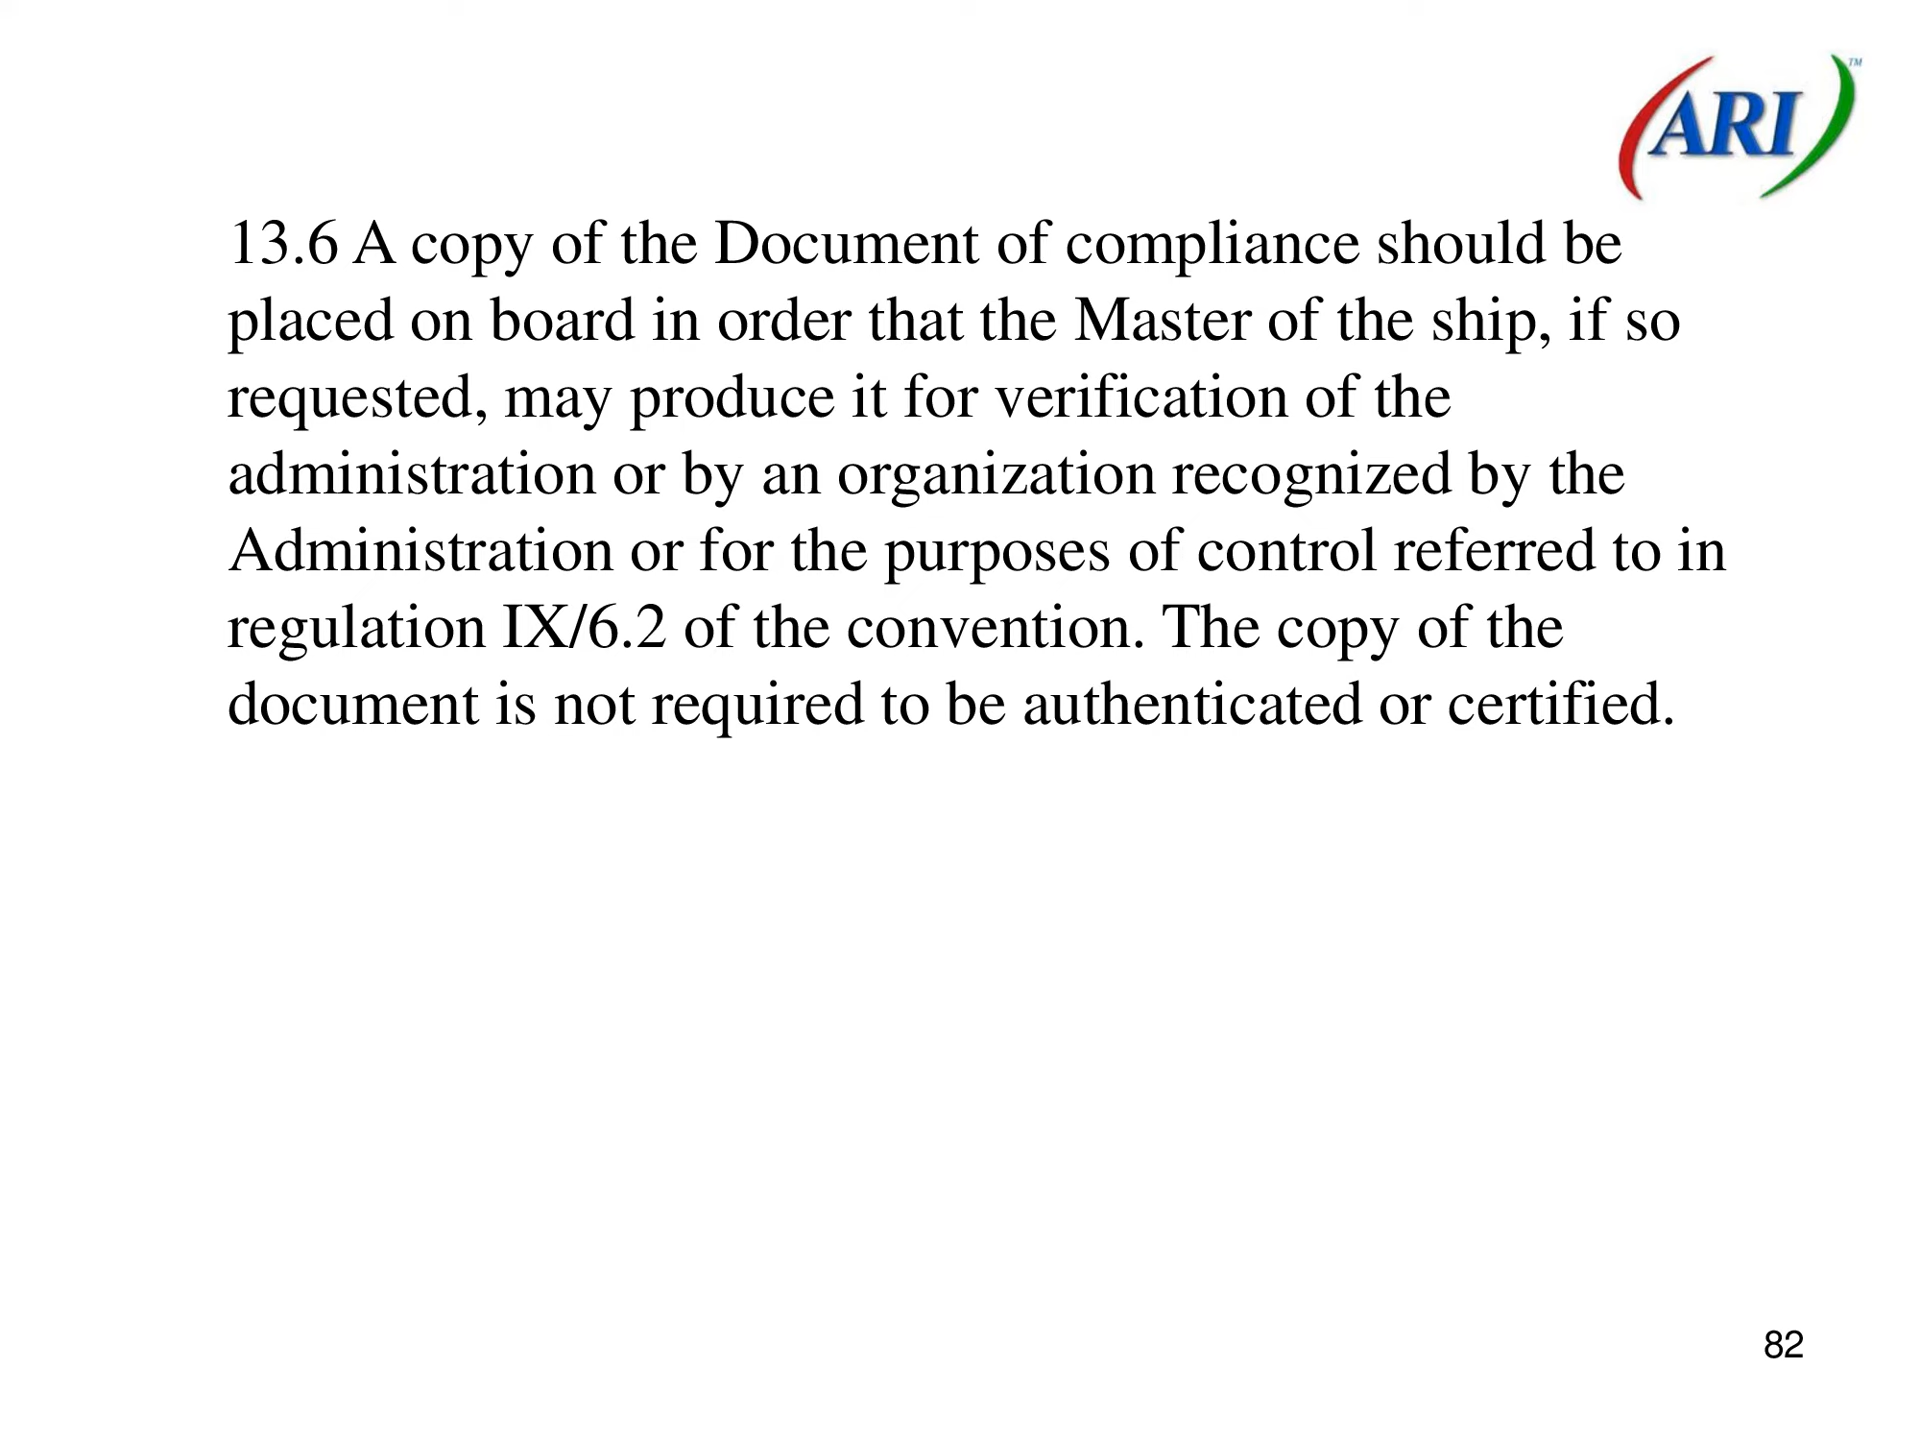 ARI™
13.6 A copy of the Document of compliance should be
placed on board in order that the Master of the ship, if so
requested, may produce it for verification of the
administration or by an organization recognized by the
Administration or for the purposes of control referred to in
regulation IX/6.2 of the convention. The copy of the
document is not required to be authenticated or certified.
82